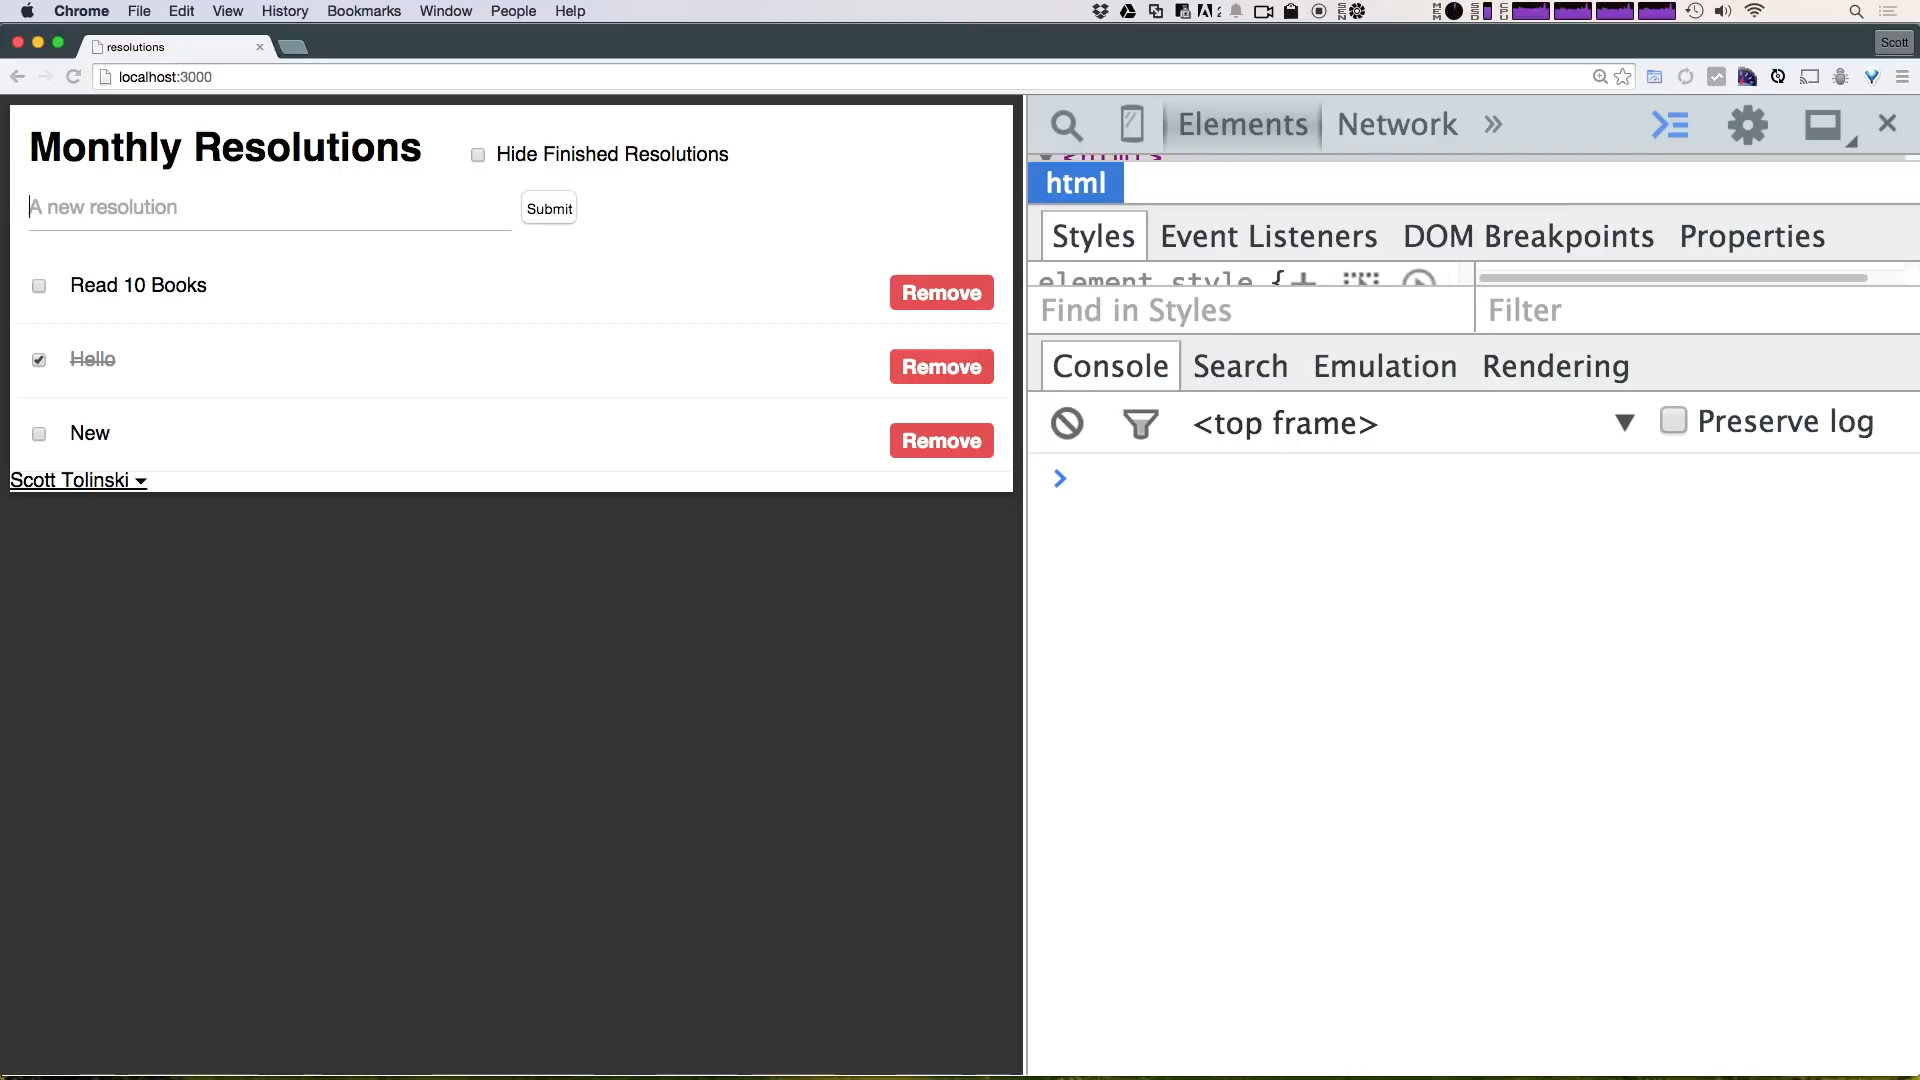 Chrome File Edit View History Bookmarks Window People Help
resolutions
Scott
localhost:3000
Monthly Resolutions
Hide Finished Resolutions
A new resolution
Submit
Read 10 Books
Remove
Hello
Remove
New
Remove
Scott Tolinski
Elements Network
html
Styles Event Listeners DOM Breakpoints Properties
element.style {
Find in Styles
Filter
Console Search Emulation Rendering
<top frame>
Preserve log